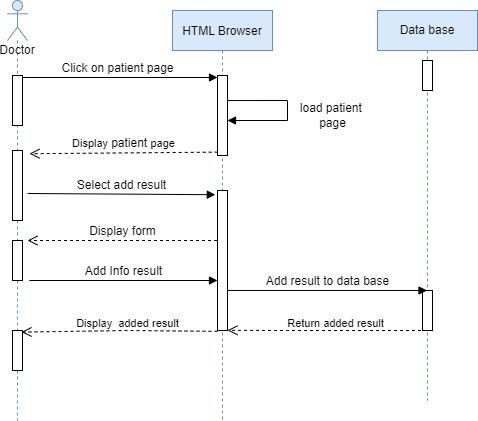 HTML Browser
Data base
Doctor
Click on patient page
load patient
page
Display patient page
Select add result
Display form
Add Info result
Add result to data base
Display added result
Return added result